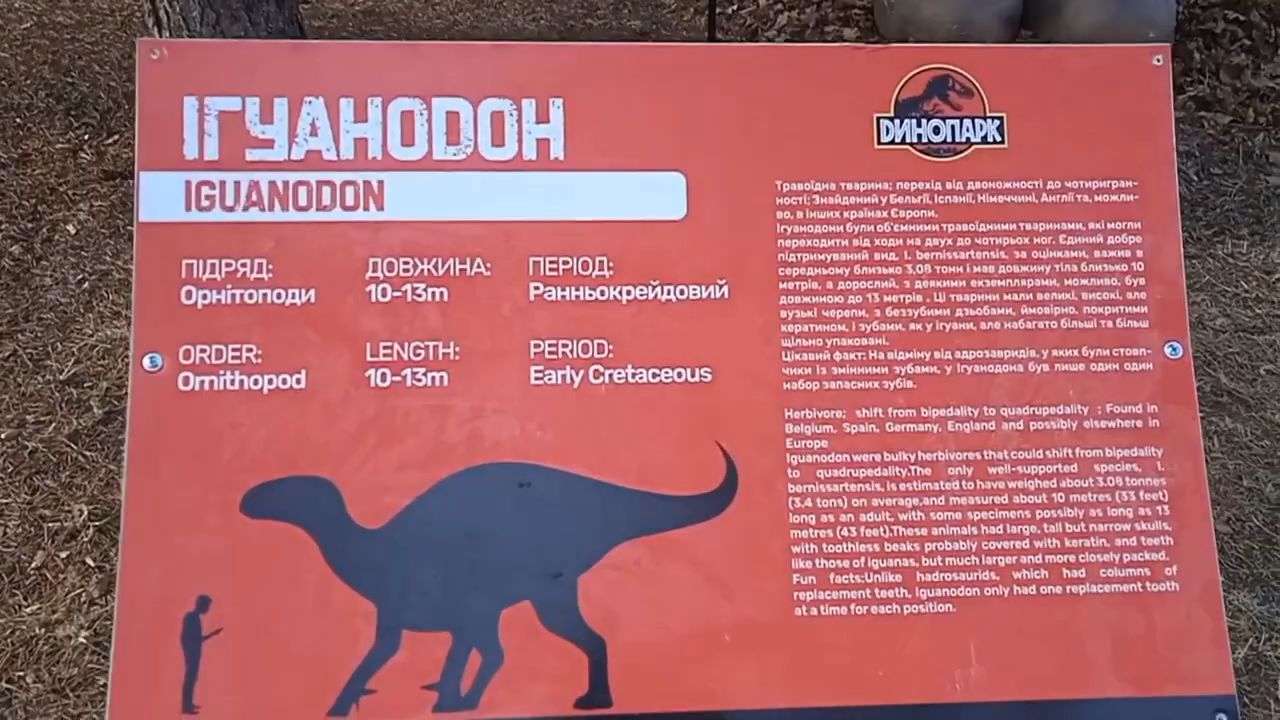 ІГУАНОДОН
IGUANODON
ПІДРЯД:
Орнітоподи
ДОВЖИНА:
10-13m
ПЕРІОД:
Ранньокрейдовий
ORDER:
Ornithopod
LENGTH:
10-13m
PERIOD:
Early Cretaceous
ДИНОПАРК
Травоїдна тварина; перехід від двоножності до чотиригран-
ності; Знайдений у Бельгії, Іспанії, Німеччині, Англії та, можли-
во, в інших країнах Європи.
Ігуанодони були об'ємними травоїдними тваринами, які могли
переходити від ходи на двух до чотирьох ног. Єдиний добре
підтримуваний вид, I. bernissartensis, за оцінками, важив в
середньому близько 3,08 тонн і мав довжину тіла близько 10
метрів, а дорослий, з деякими екземплярами, можливо, був
довжиною до 13 метрів . Ці тварини мали великі, високі, але
вузькі черепи, з беззубими дзьобами, ймовірно, покритими
кератином, і зубами, як у ігуани, але набагато більші та більш
щільно упаковані.
Цікавий факт: На відміну від адрозавридів, у яких були стовп-
чики із змінними зубами, у Ігуанодона був лише один один
набор запасних зубів.
Herbivore; shift from bipedality to quadrupedality : Found in
Belgium, Spain, Germany, England and possibly elsewhere in
Europe
Iguanodon were bulky herbivores that could shift from bipedality
to quadrupedality.The only well-supported species, I.
bernissartensis, is estimated to have weighed about 3.08 tonnes
(3.4 tons) on average,and measured about 10 metres (33 feet)
long as an adult, with some specimens possibly as long as 13
metres (43 feet).These animals had large, tall but narrow skulls,
with toothless beaks probably covered with keratin, and teeth
like those of iguanas, but much larger and more closely packed.
Fun facts:Unlike hadrosaurids, which had columns of
replacement teeth, Iguanodon only had one replacement tooth
at a time for each position.